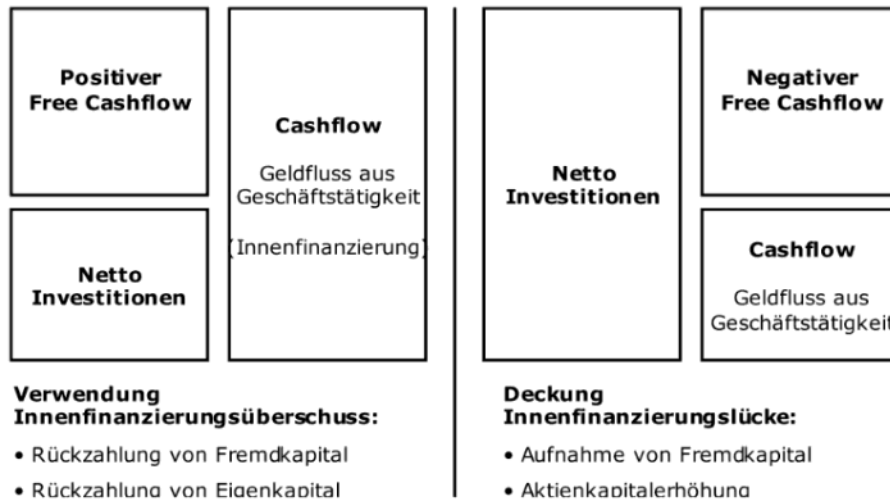 Positiver
Free Cashflow
Netto
Investitionen
Cashflow
Geldfluss aus
Geschäftstätigkeit
(Innenfinanzierung)
Verwendung
Innenfinanzierungsüberschuss:
• Rückzahlung von Fremdkapital
• Rückzahlung von Eigenkapital
Netto
Investitionen
Negativer
Free Cashflow
Cashflow
Geldfluss aus
Geschäftstätigkeit
Deckung
Innenfinanzierungslücke:
• Aufnahme von Fremdkapital
• Aktienkapitalerhöhung